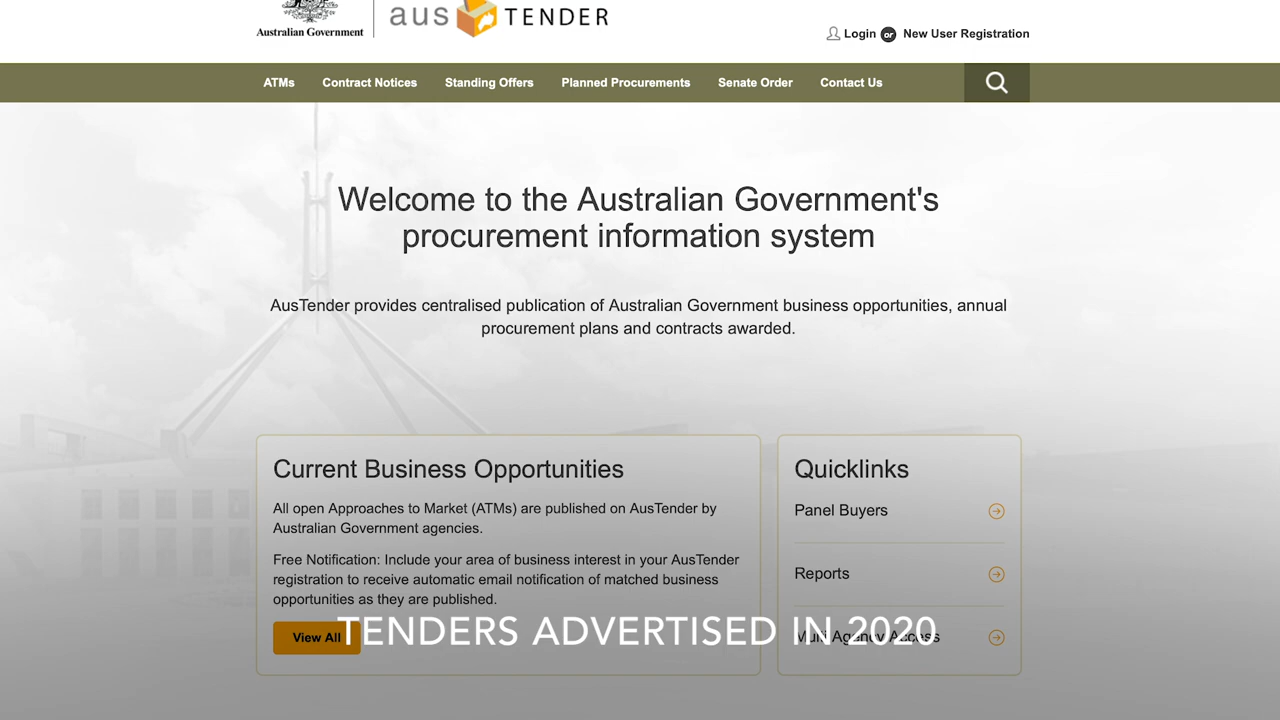 Australian Government
aus TENDER
Login or New User Registration
ATMs Contract Notices Standing Offers Planned Procurements Senate Order Contact Us
Welcome to the Australian Government's
procurement information system
AusTender provides centralised publication of Australian Government business opportunities, annual
procurement plans and contracts awarded.
Current Business Opportunities
All open Approaches to Market (ATMs) are published on AusTender by
Australian Government agencies.
Free Notification: Include your area of business interest in your AusTender
registration to receive automatic email notification of matched business
opportunities as they are published.
View All
Quicklinks
Panel Buyers
Reports
Multi Agency Access
TENDERS ADVERTISED IN 2020